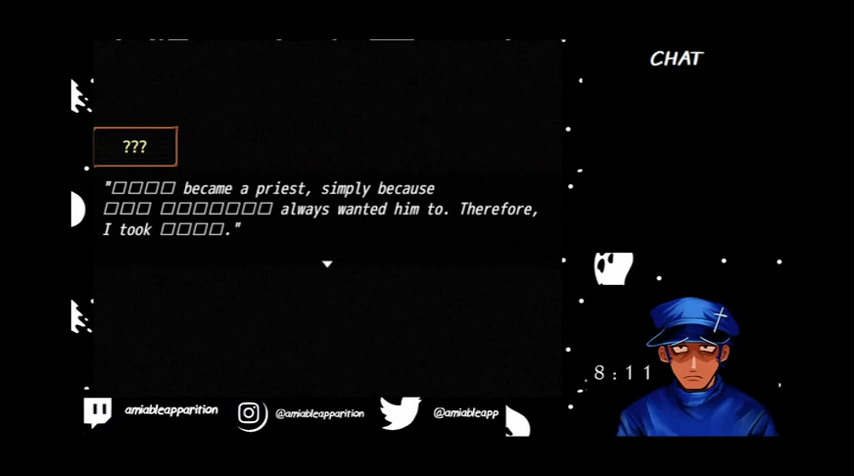 CHAT
???
"□□□□ became a priest, simply because
□□□ □□□□□□□ always wanted him to. Therefore,
I took □□□□."
.8:11
amiableapparition
@amiableapparition
@amiableapp